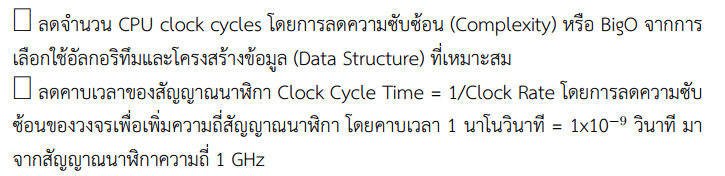 □ ลดจำนวน CPU clock cycles โดยการลดความซับซ้อน (Complexity) หรือ BigO จากการ
เลือกใช้อัลกอริทึมและโครงสร้างข้อมูล (Data Structure) ที่เหมาะสม
□ ลดคาบเวลาของสัญญาณนาฬิกา Clock Cycle Time = 1/Clock Rate โดยการลดความซับ
ซ้อนของวงจรเพื่อเพิ่มความถี่สัญญาณนาฬิกา โดยคาบเวลา 1 นาโนวินาที = 1x10⁻⁹ วินาที มา
จากสัญญาณนาฬิกาความถี่ 1 GHz